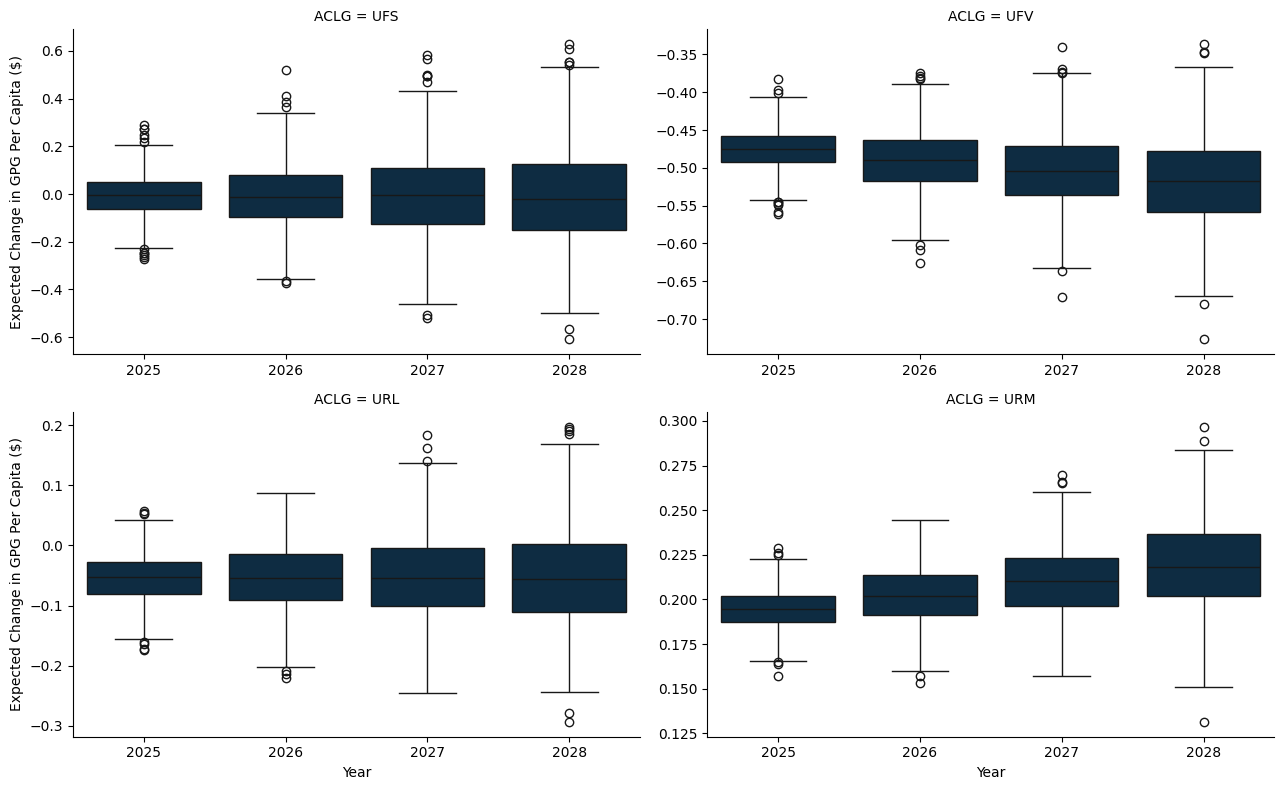 ACLG = UFS
Expected Change in GPG Per Capita ($)
0.6
0.4
0.2
0.0
−0.2
−0.4
−0.6
2025 2026 2027 2028
ACLG = UFV
−0.35
−0.40
−0.45
−0.50
−0.55
−0.60
−0.65
−0.70
2025 2026 2027 2028
ACLG = URL
Expected Change in GPG Per Capita ($)
0.2
0.1
0.0
−0.1
−0.2
−0.3
2025 2026 2027 2028
Year
ACLG = URM
0.300
0.275
0.250
0.225
0.200
0.175
0.150
0.125
2025 2026 2027 2028
Year